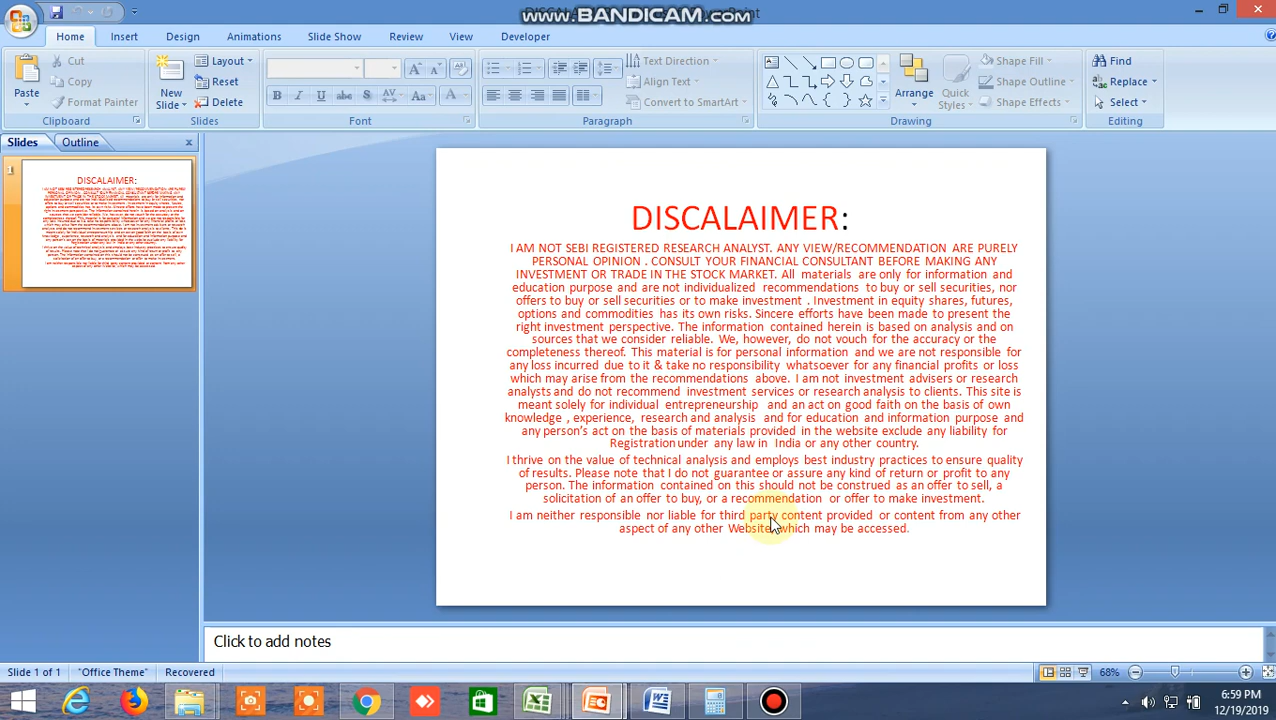 www.BANDICAM.com
Home Insert Design Animations Slide Show Review View Developer
Cut
Copy
Format Painter
Paste
Clipboard
New
Slide
Layout
Reset
Delete
Slides
Font
Text Direction
Align Text
Convert to SmartArt
Paragraph
Arrange
Quick
Styles
Shape Fill
Shape Outline
Shape Effects
Drawing
Find
Replace
Select
Editing
Slides Outline
1
DISCALAIMER:
I AM NOT SEBI REGISTERED RESEARCH ANALYST. ANY VIEW/RECOMMENDATION ARE PURELY
PERSONAL OPINION . CONSULT YOUR FINANCIAL CONSULTANT BEFORE MAKING ANY
INVESTMENT OR TRADE IN THE STOCK MARKET. All materials are only for information and
education purpose and are not individualized recommendations to buy or sell securities, nor
offers to buy or sell securities or to make investment . Investment in equity shares, futures,
options and commodities has its own risks. Sincere efforts have been made to present the
right investment perspective. The information contained herein is based on analysis and on
sources that we consider reliable. We, however, do not vouch for the accuracy or the
completeness thereof. This material is for personal information and we are not responsible for
any loss incurred due to it & take no responsibility whatsoever for any financial profits or loss
which may arise from the recommendations above. I am not investment advisers or research
analysts and do not recommend investment services or research analysis to clients. This site is
meant solely for individual entrepreneurship and an act on good faith on the basis of own
knowledge , experience, research and analysis and for education and information purpose and
any person's act on the basis of materials provided in the website exclude any liability for
Registration under any law in India or any other country.
I thrive on the value of technical analysis and employs best industry practices to ensure quality
of results. Please note that I do not guarantee or assure any kind of return or profit to any
person. The information contained on this should not be construed as an offer to sell, a
solicitation of an offer to buy, or a recommendation or offer to make investment.
I am neither responsible nor liable for third party content provided or content from any other
aspect of any other Website which may be accessed.
Click to add notes
Slide 1 of 1 "Office Theme" Recovered 68%
6:59 PM
12/19/2019